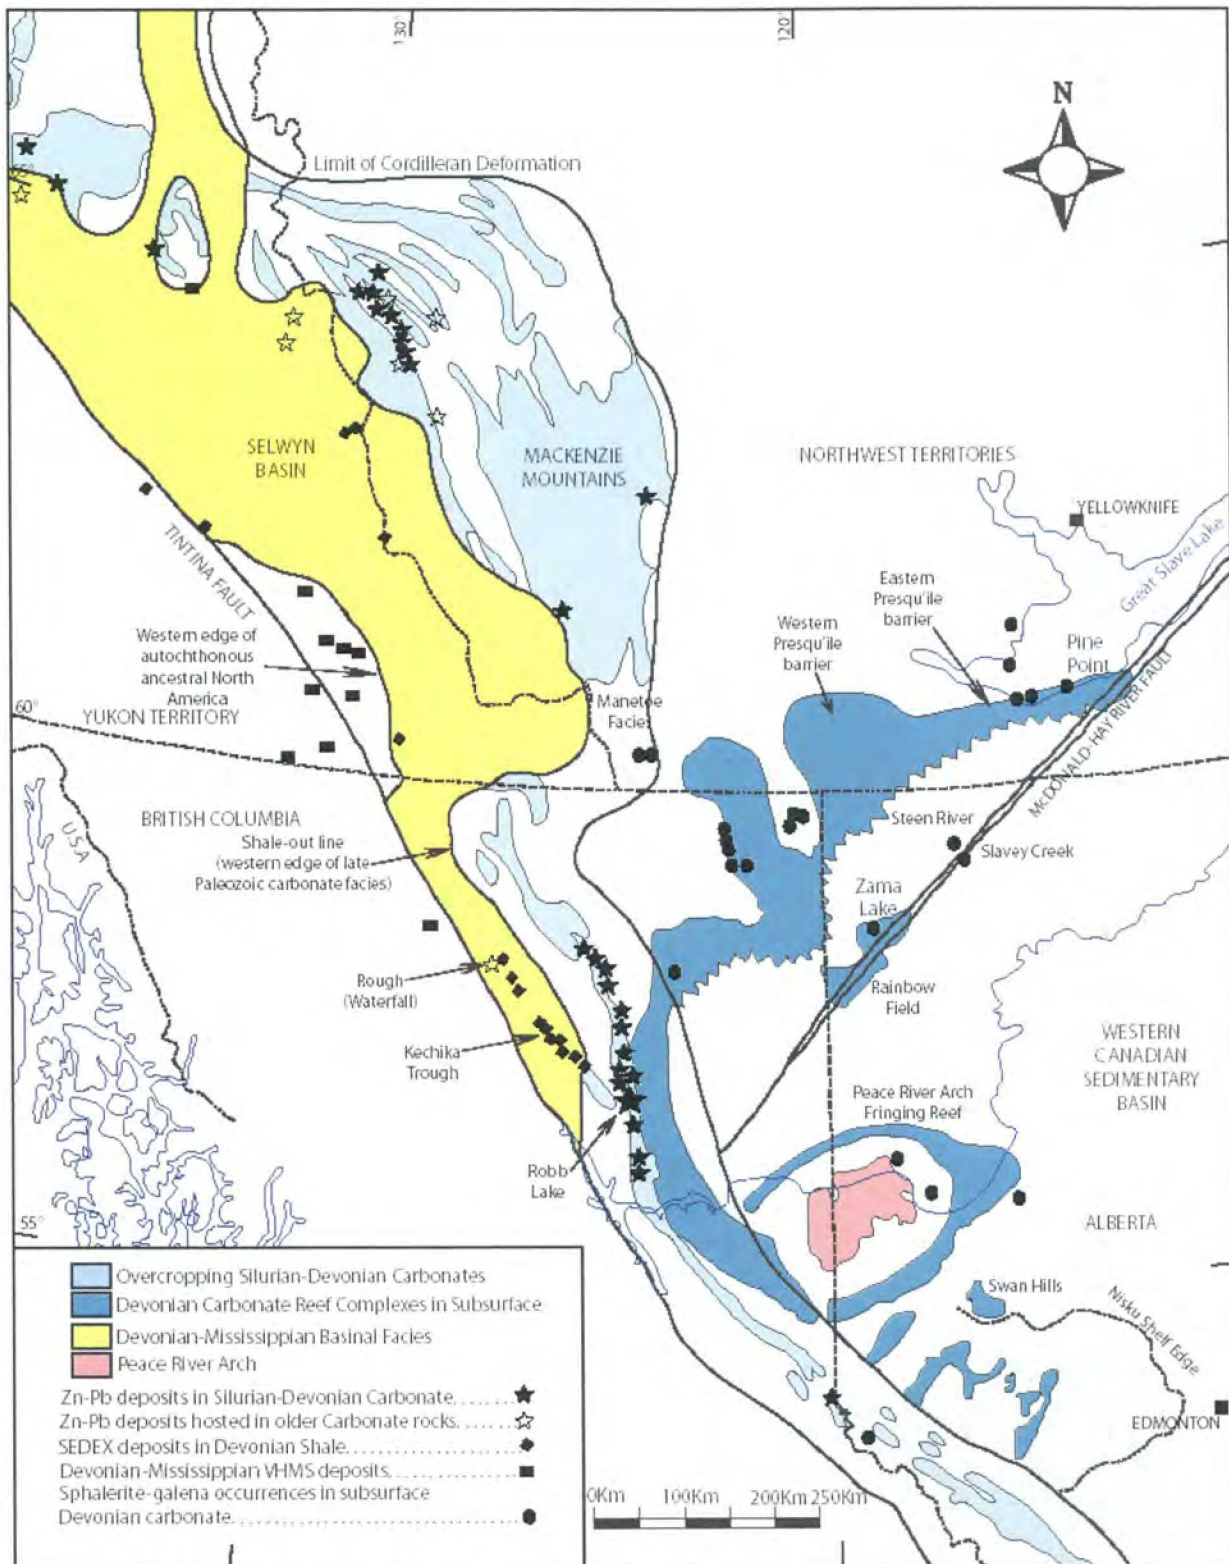 130°
120°
N
Limit of Cordilleran Deformation
SELWYN
BASIN
MACKENZIE
MOUNTAINS
NORTHWEST TERRITORIES
YELLOWKNIFE
Great Slave Lake
TINTINA FAULT
Eastern
Presqu'ile
barrier
Western
Presqu'ile
barrier
Pine
Point
McDONALD-HAY RIVER FAULT
Western edge of
autochthonous
ancestral North
America
60°
YUKON TERRITORY
Manetoe
Facies
BRITISH COLUMBIA
U.S.A
Shale-out line
(western edge of late
Paleozoic carbonate facies)
Steen River
Slavey Creek
Zama
Lake
Rainbow
Field
Rough
(Waterfall)
Kechika
Trough
WESTERN
CANADIAN
SEDIMENTARY
BASIN
Peace River Arch
Fringing Reef
Robb
Lake
55°
ALBERTA
Swan Hills
Nisku Shelf Edge
EDMONTON
Overcropping Silurian-Devonian Carbonates
Devonian Carbonate Reef Complexes in Subsurface
Devonian-Mississippian Basinal Facies
Peace River Arch
Zn-Pb deposits in Silurian-Devonian Carbonate
Zn-Pb deposits hosted in older Carbonate rocks
SEDEX deposits in Devonian Shale
Devonian-Mississippian VHMS deposits
Sphalerite-galena occurrences in subsurface
Devonian carbonate
0Km 100Km 200Km 250Km